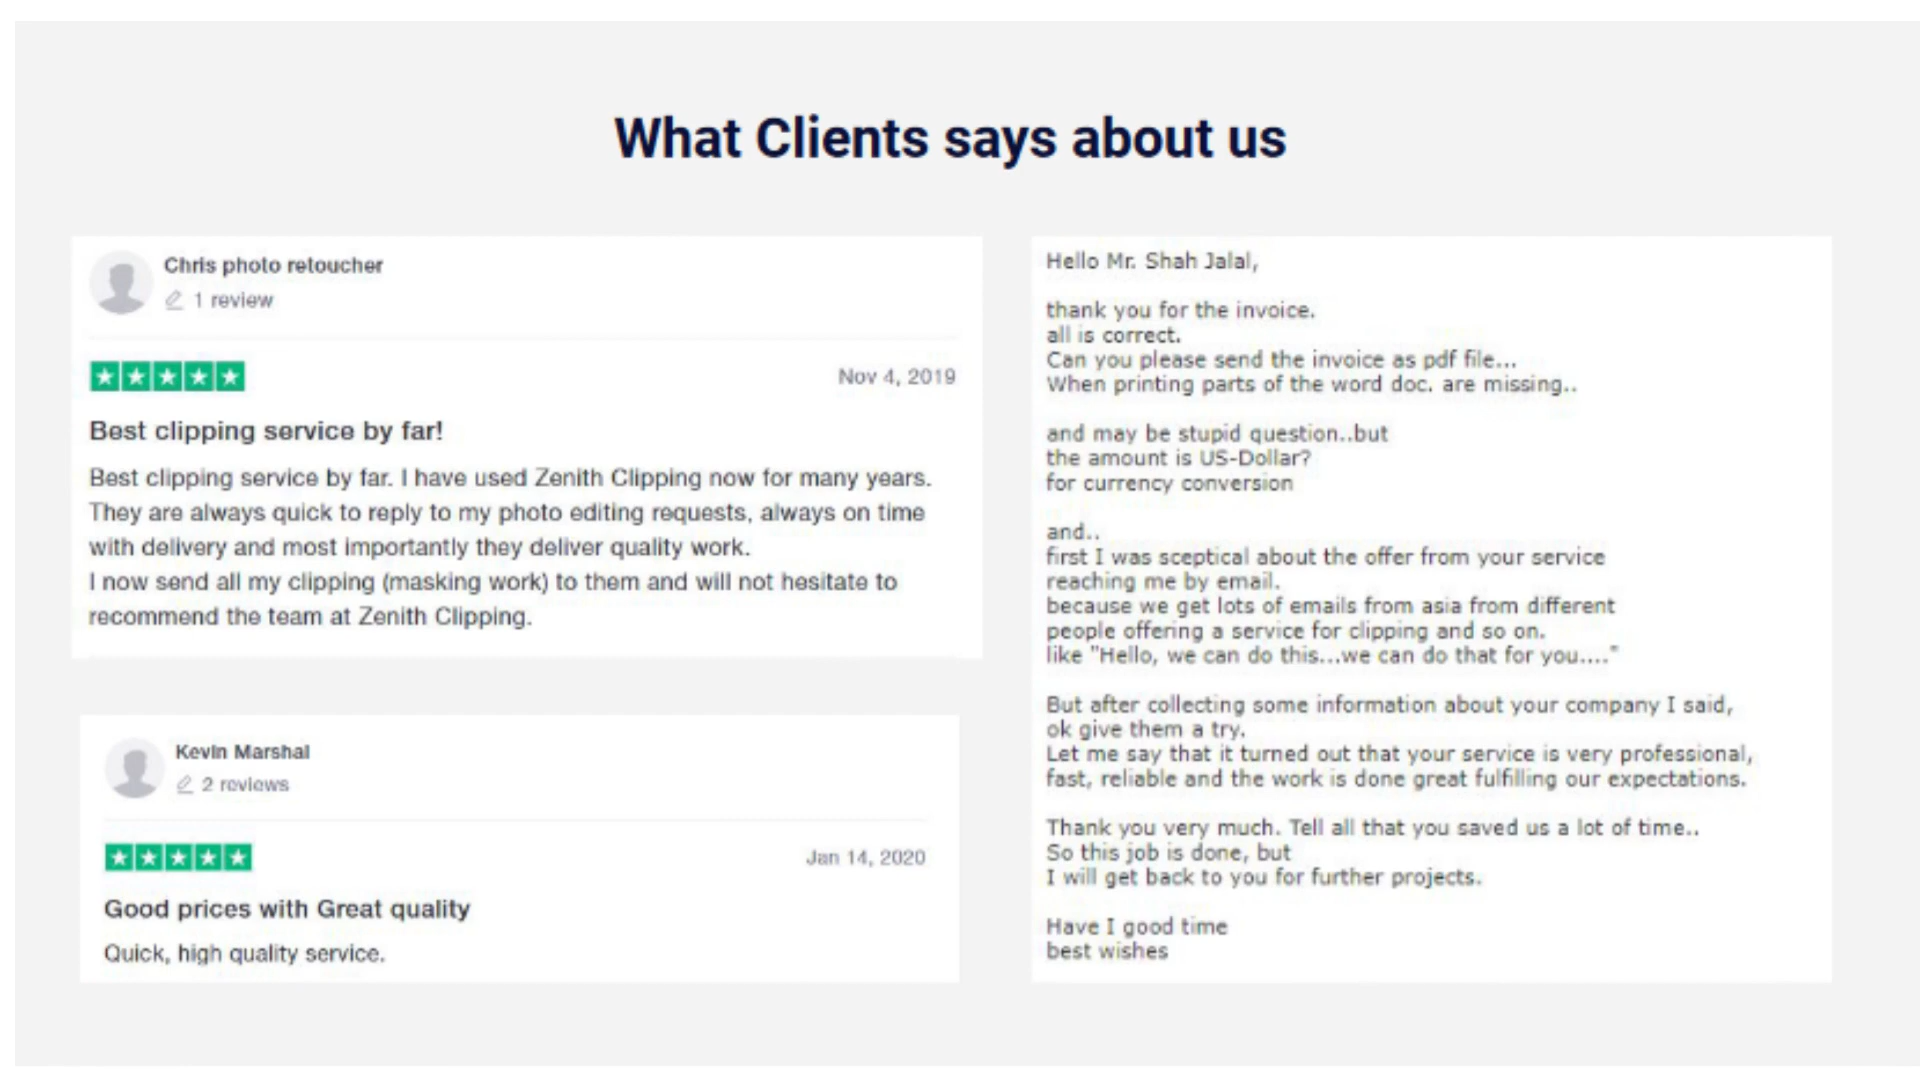 What Clients says about us
Chris photo retoucher
1 review
Nov 4, 2019
Best clipping service by far!
Best clipping service by far. I have used Zenith Clipping now for many years.
They are always quick to reply to my photo editing requests, always on time
with delivery and most importantly they deliver quality work.
I now send all my clipping (masking work) to them and will not hesitate to
recommend the team at Zenith Clipping.
Kevin Marshal
2 reviews
Jan 14, 2020
Good prices with Great quality
Quick, high quality service.
Hello Mr. Shah Jalal,
thank you for the invoice.
all is correct.
Can you please send the invoice as pdf file...
When printing parts of the word doc. are missing..
and may be stupid question..but
the amount is US-Dollar?
for currency conversion
and..
first I was sceptical about the offer from your service
reaching me by email.
because we get lots of emails from asia from different
people offering a service for clipping and so on.
like "Hello, we can do this...we can do that for you...."
But after collecting some information about your company I said,
ok give them a try.
Let me say that it turned out that your service is very professional,
fast, reliable and the work is done great fulfilling our expectations.
Thank you very much. Tell all that you saved us a lot of time..
So this job is done, but
I will get back to you for further projects.
Have I good time
best wishes